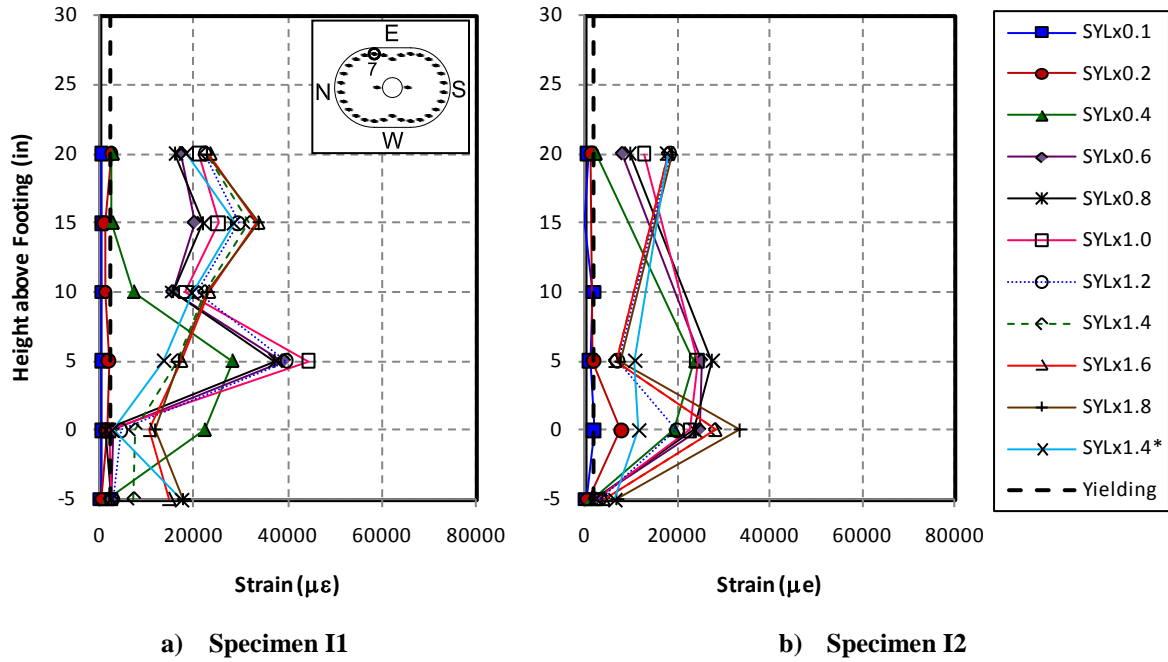 Height above Footing (in)
30
25
20
15
10
5
0
-5
0
20000
40000
60000
80000
Strain (με)
E
7
N
S
W
a) Specimen I1
30
25
20
15
10
5
0
-5
0
20000
40000
60000
80000
Strain (μe)
b) Specimen I2
SYLx0.1
SYLx0.2
SYLx0.4
SYLx0.6
SYLx0.8
SYLx1.0
SYLx1.2
SYLx1.4
SYLx1.6
SYLx1.8
SYLx1.4*
Yielding